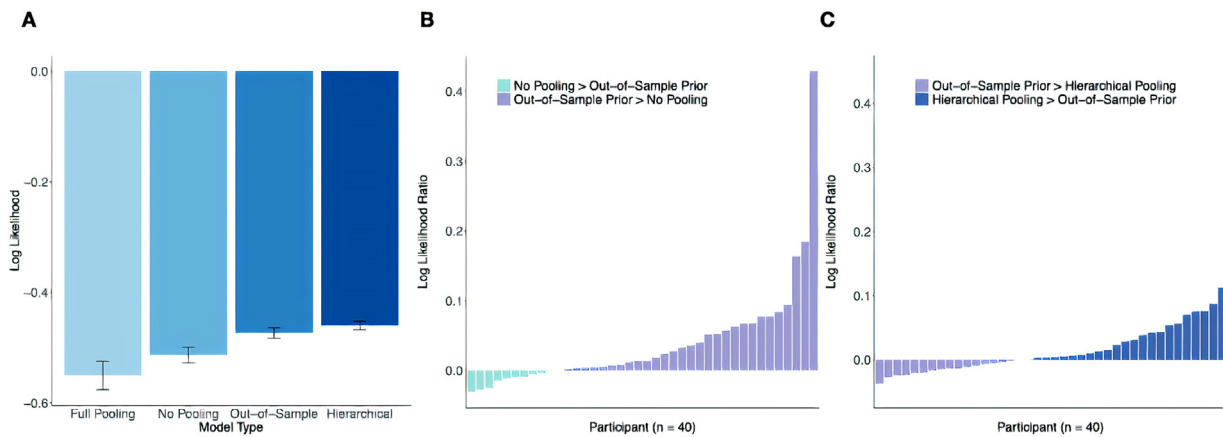 A
0.0
−0.2
−0.4
−0.6
Log Likelihood
Full Pooling No Pooling Out−of−Sample Hierarchical
Model Type
B
No Pooling > Out−of−Sample Prior
Out−of−Sample Prior > No Pooling
0.4
0.3
0.2
0.1
0.0
Log Likelihood Ratio
Participant (n = 40)
C
Out−of−Sample Prior > Hierarchical Pooling
Hierarchical Pooling > Out−of−Sample Prior
0.4
0.3
0.2
0.1
0.0
Log Likelihood Ratio
Participant (n = 40)